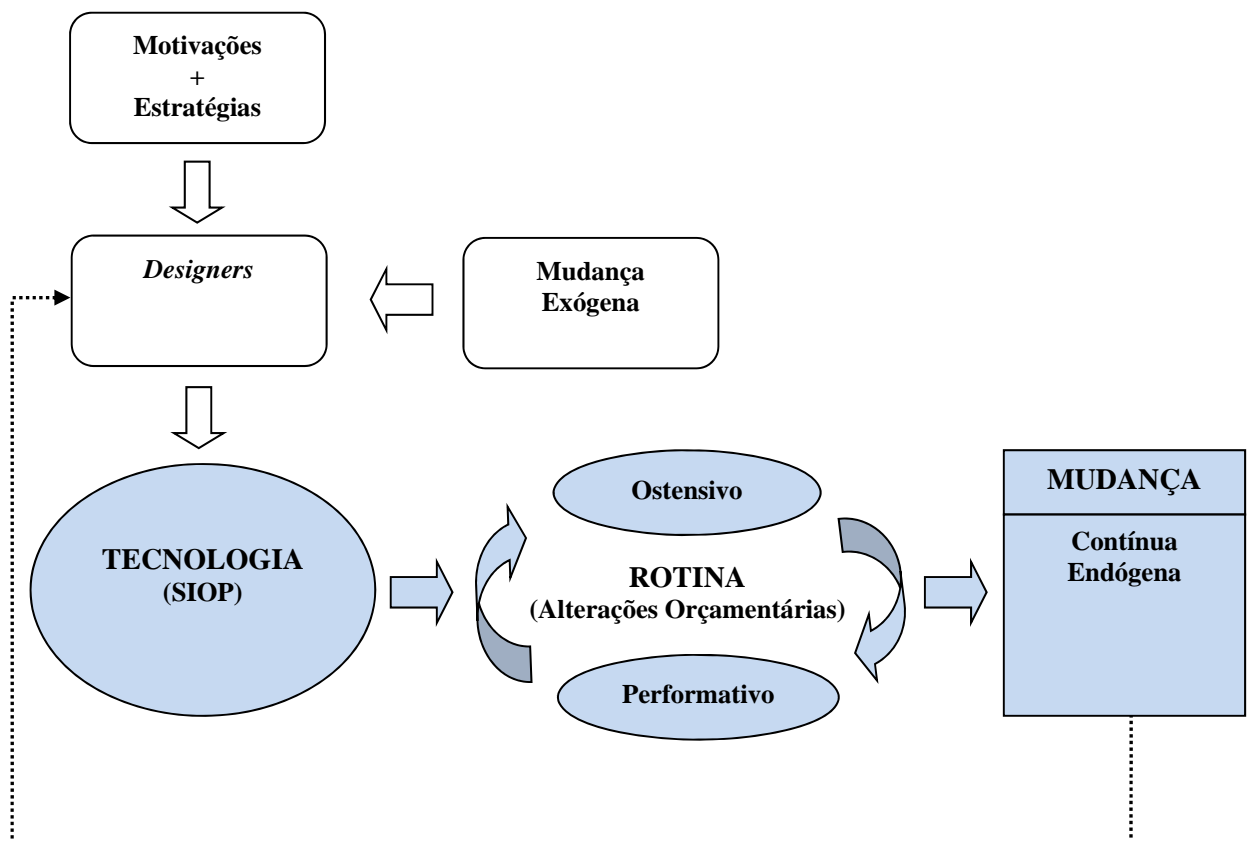 Motivações
+
Estratégias
Designers
Mudança
Exógena
TECNOLOGIA
(SIOP)
Ostensivo
ROTINA
(Alterações Orçamentárias)
Performativo
MUDANÇA
Contínua
Endógena